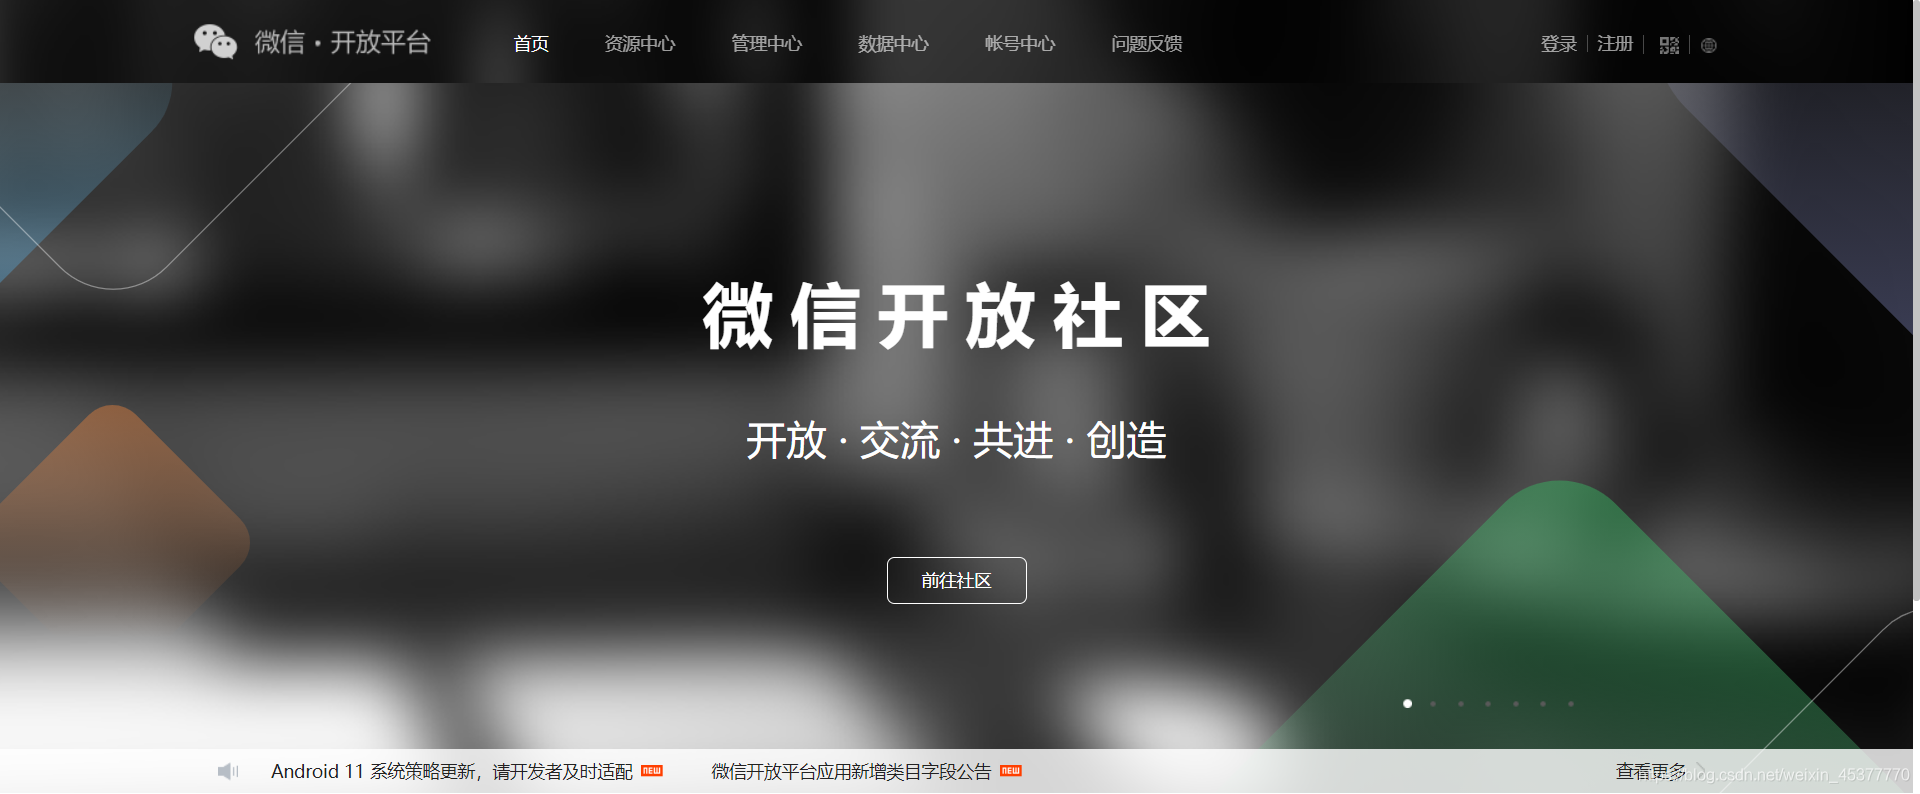 微信·开放平台 首页 资源中心 管理中心 数据中心 帐号中心 问题反馈 登录 注册
微信开放社区
开放·交流·共进·创造
前往社区
Android 11 系统策略更新，请开发者及时适配 NEW 微信开放平台应用新增类目字段公告 NEW 查看更多
blog.csdn.net/weixin_45377770